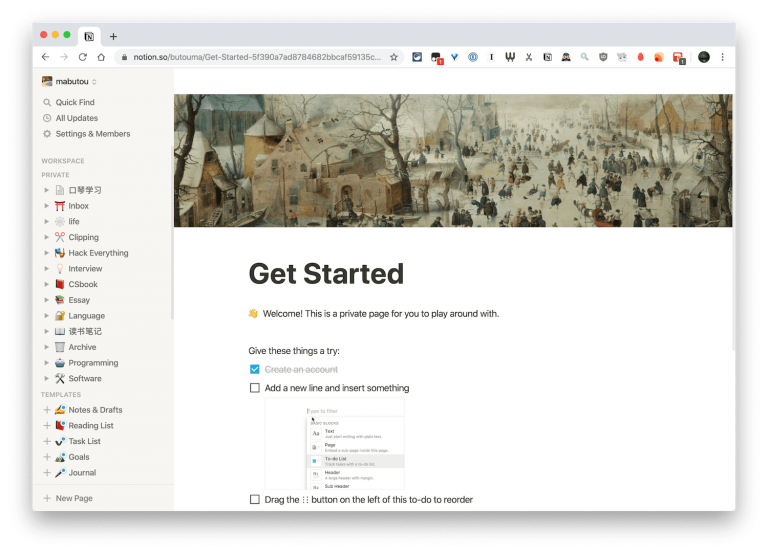 notion.so/butouma/Get-Started-5f390a7ad8784682bbcaf59135c...
mabutou
Quick Find
All Updates
Settings & Members
WORKSPACE
PRIVATE
口琴学习
Inbox
life
Clipping
Hack Everything
Interview
CSbook
Essay
Language
读书笔记
Archive
Programming
Software
TEMPLATES
Notes & Drafts
Reading List
Task List
Goals
Journal
New Page
Get Started
Welcome! This is a private page for you to play around with.
Give these things a try:
Create an account
Add a new line and insert something
Type to filter
BASIC BLOCKS
Aa
Text
Just start writing with plain text.
Page
Embed a sub-page inside this page.
To-do List
Track tasks with a to-do list.
Header
A large header with margin.
Sub Header
Drag the ⋮⋮ button on the left of this to-do to reorder